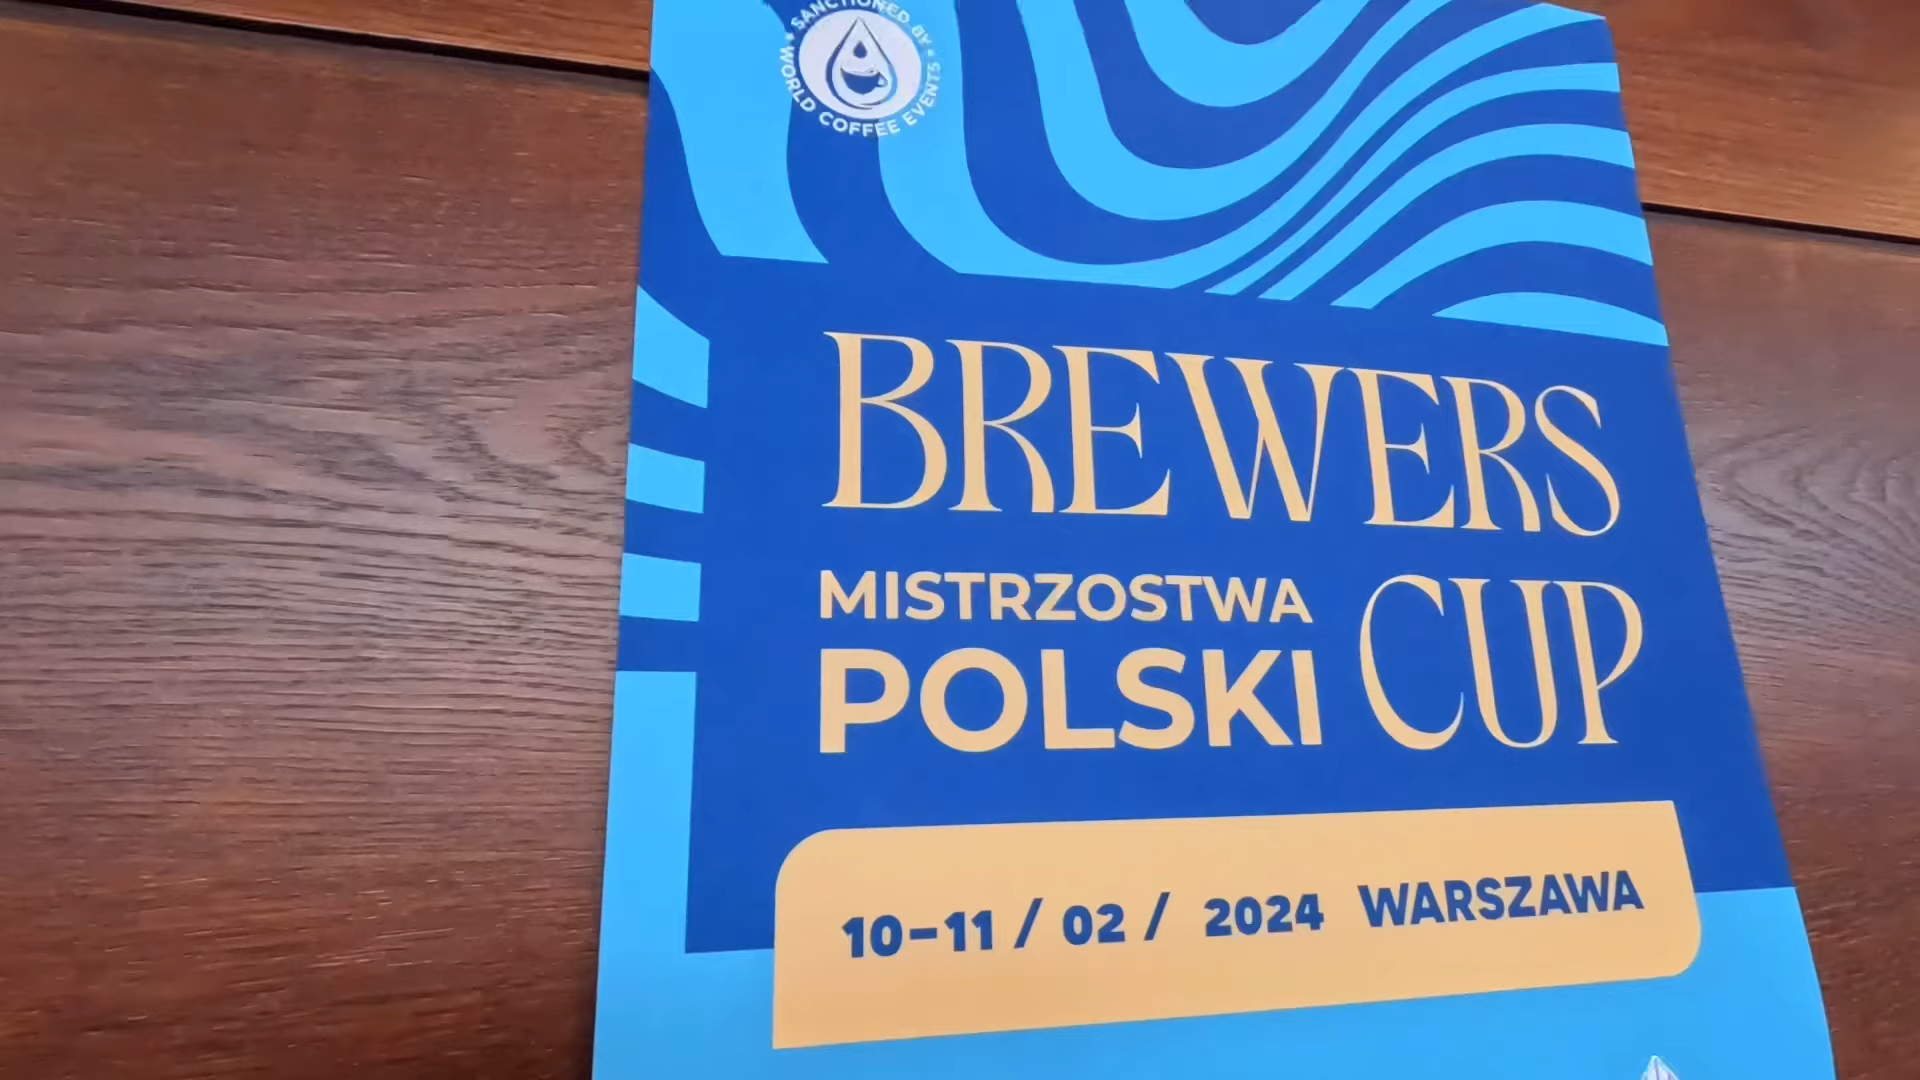 SANCTIONED BY
WORLD COFFEE EVENTS
BREWERS
MISTRZOSTWA
POLSKI CUP
10-11/02/ 2024 WARSZAWA